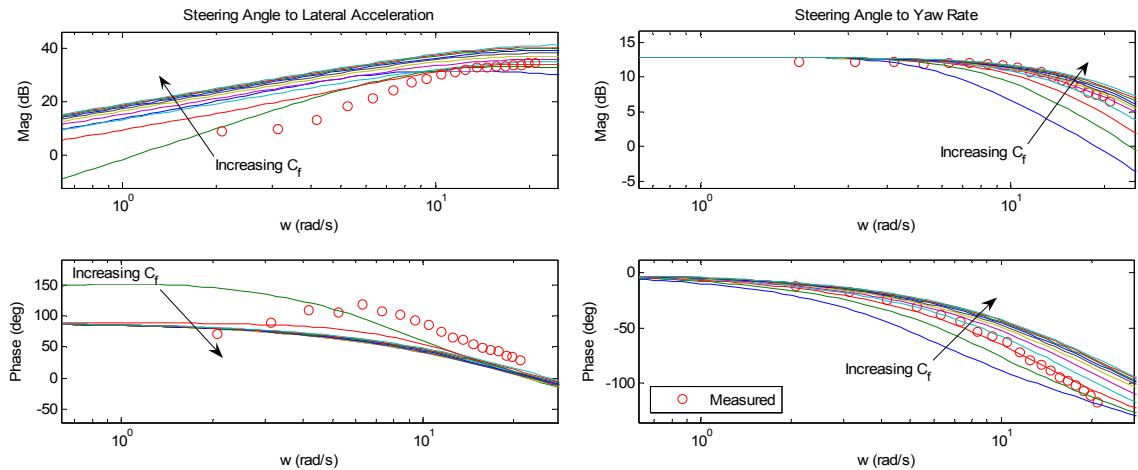 Steering Angle to Lateral Acceleration
Mag (dB)
40
20
0
Increasing C_f
10^0
10^1
w (rad/s)
Steering Angle to Yaw Rate
Mag (dB)
15
10
5
0
-5
Increasing C_f
10^0
10^1
w (rad/s)
Phase (deg)
150
100
50
0
-50
Increasing C_f
10^0
10^1
w (rad/s)
Phase (deg)
0
-50
-100
Increasing C_f
Measured
10^0
10^1
w (rad/s)